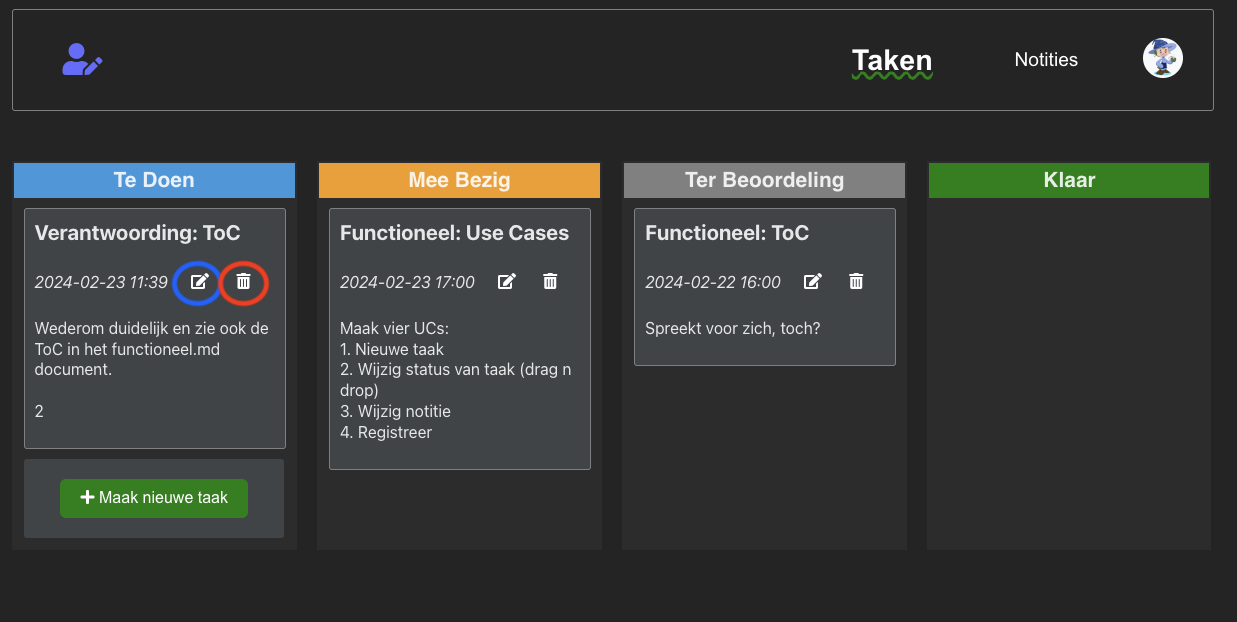 Taken
Notities
Te Doen
Verantwoording: ToC
2024-02-23 11:39
Wederom duidelijk en zie ook de
ToC in het functioneel.md
document.
2
Maak nieuwe taak
Mee Bezig
Functioneel: Use Cases
2024-02-23 17:00
Maak vier UCs:
1. Nieuwe taak
2. Wijzig status van taak (drag n
drop)
3. Wijzig notitie
4. Registreer
Ter Beoordeling
Functioneel: ToC
2024-02-22 16:00
Spreekt voor zich, toch?
Klaar